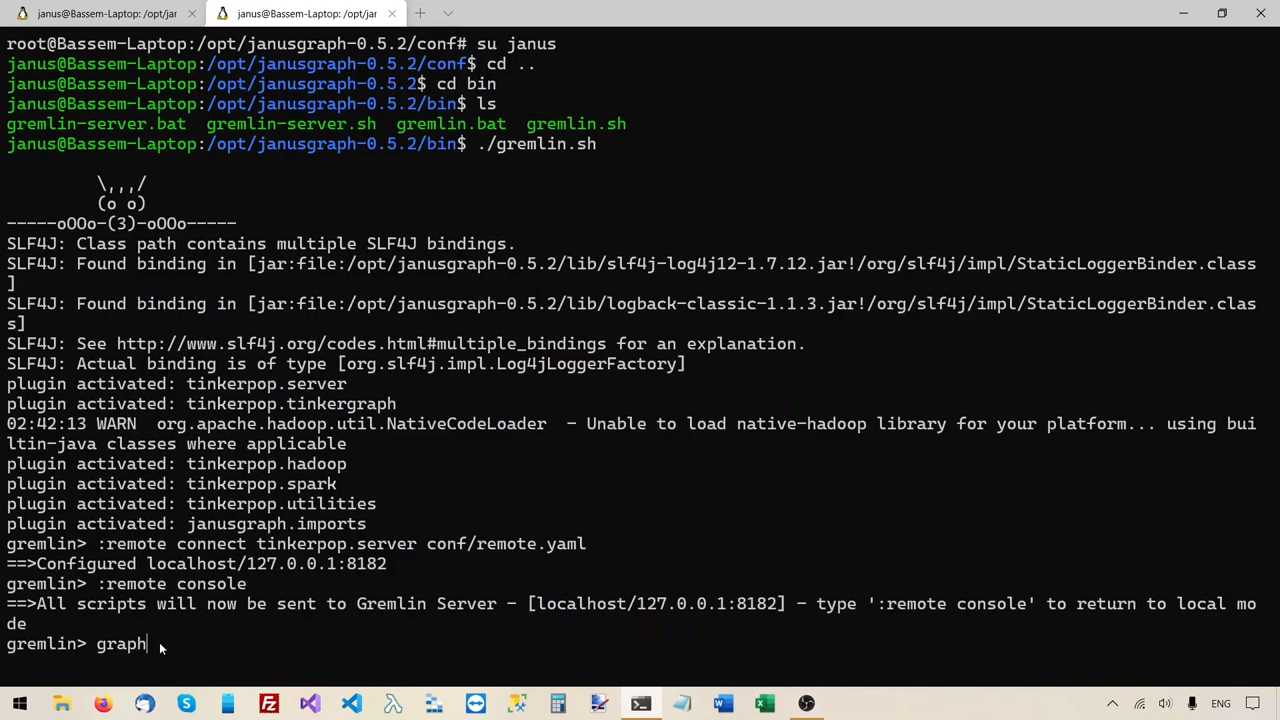 janus@Bassem-Laptop: /opt/jar
janus@Bassem-Laptop: /opt/jar
root@Bassem-Laptop:/opt/janusgraph-0.5.2/conf# su janus
janus@Bassem-Laptop:/opt/janusgraph-0.5.2/conf$ cd ..
janus@Bassem-Laptop:/opt/janusgraph-0.5.2$ cd bin
janus@Bassem-Laptop:/opt/janusgraph-0.5.2/bin$ ls
gremlin-server.bat  gremlin-server.sh  gremlin.bat  gremlin.sh
janus@Bassem-Laptop:/opt/janusgraph-0.5.2/bin$ ./gremlin.sh
         \,,,/
         (o o)
-----oOOo-(3)-oOOo-----
SLF4J: Class path contains multiple SLF4J bindings.
SLF4J: Found binding in [jar:file:/opt/janusgraph-0.5.2/lib/slf4j-log4j12-1.7.12.jar!/org/slf4j/impl/StaticLoggerBinder.class
]
SLF4J: Found binding in [jar:file:/opt/janusgraph-0.5.2/lib/logback-classic-1.1.3.jar!/org/slf4j/impl/StaticLoggerBinder.clas
s]
SLF4J: See http://www.slf4j.org/codes.html#multiple_bindings for an explanation.
SLF4J: Actual binding is of type [org.slf4j.impl.Log4jLoggerFactory]
plugin activated: tinkerpop.server
plugin activated: tinkerpop.tinkergraph
02:42:13 WARN  org.apache.hadoop.util.NativeCodeLoader  - Unable to load native-hadoop library for your platform... using bui
ltin-java classes where applicable
plugin activated: tinkerpop.hadoop
plugin activated: tinkerpop.spark
plugin activated: tinkerpop.utilities
plugin activated: janusgraph.imports
gremlin> :remote connect tinkerpop.server conf/remote.yaml
==>Configured localhost/127.0.0.1:8182
gremlin> :remote console
==>All scripts will now be sent to Gremlin Server - [localhost/127.0.0.1:8182] - type ':remote console' to return to local mo
de
gremlin> graph
ENG